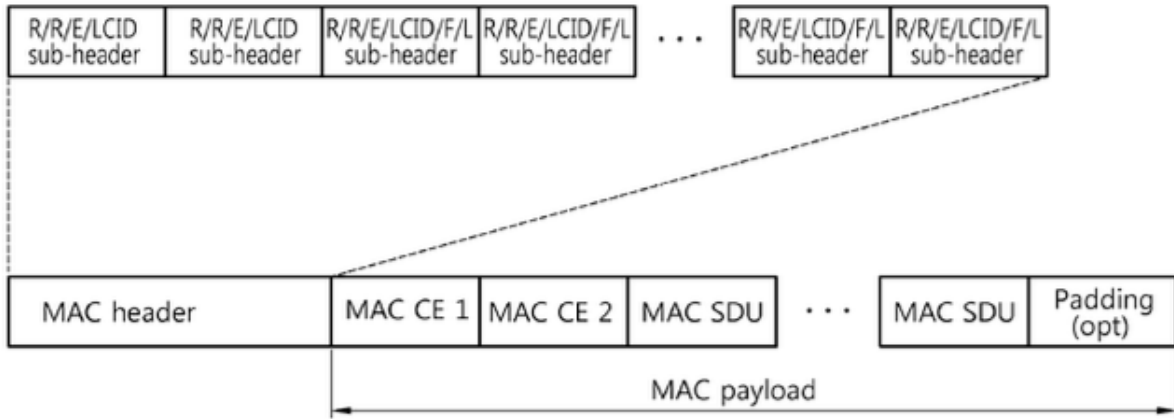 R/R/E/LCID sub-header
R/R/E/LCID sub-header
R/R/E/LCID/F/L sub-header
R/R/E/LCID/F/L sub-header
...
R/R/E/LCID/F/L sub-header
R/R/E/LCID/F/L sub-header
MAC header
MAC CE 1
MAC CE 2
MAC SDU
...
MAC SDU
Padding (opt)
MAC payload